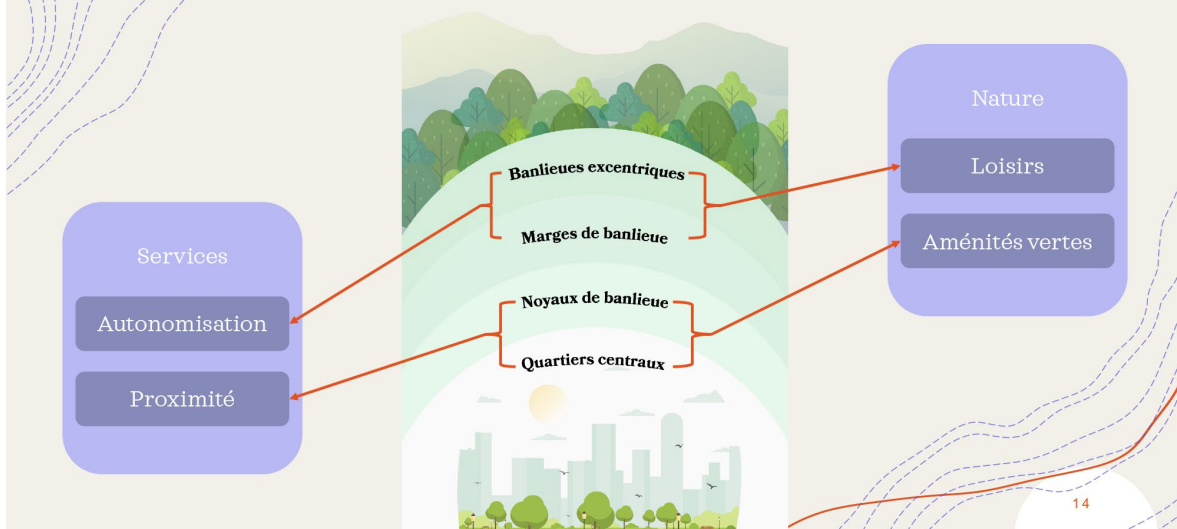 Services
Autonomisation
Proximité
Banlieues excentriques
Marges de banlieue
Noyaux de banlieue
Quartiers centraux
Nature
Loisirs
Aménités vertes
14